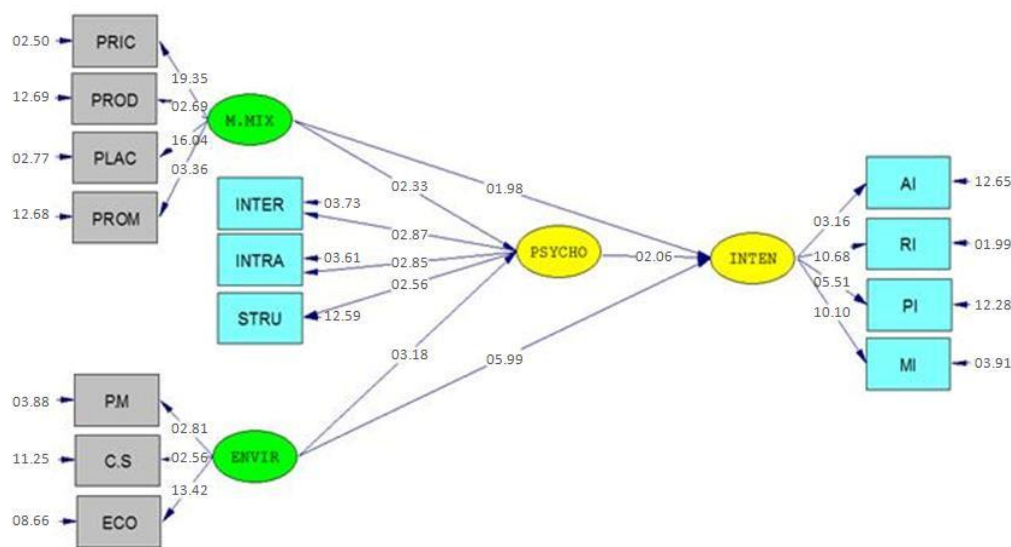 02.50 PRIC
19.35
12.69 PROD 02.69 M.MIX
16.04
02.77 PLAC
03.36
12.68 PROM
INTER 03.73
02.87
INTRA 03.61
02.85
02.56
STRU 12.59
02.33
01.98
PSYCHO 02.06 INTEN
03.18
05.99
AI 12.65
03.16
RI 01.99
10.68
05.51
PI 12.28
10.10
MI 03.91
03.88 P.M
02.81
11.25 C.S 02.56 ENVIR
13.42
08.66 ECO